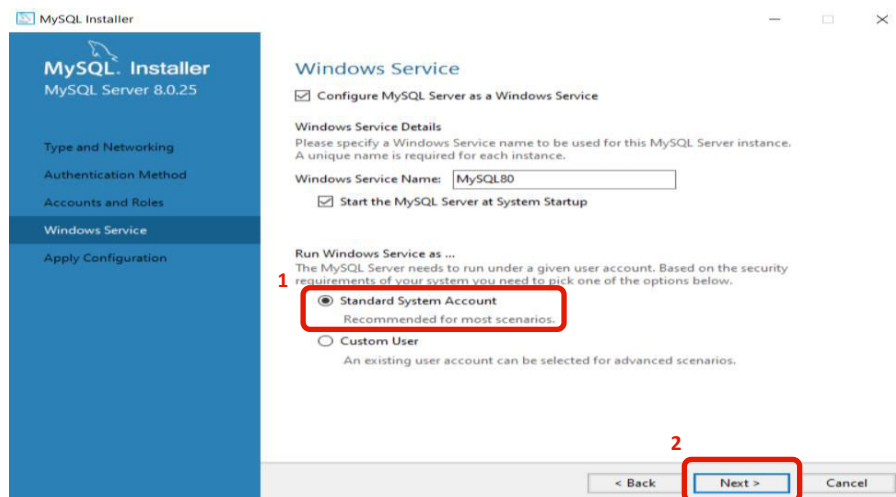 MySQL Installer
MySQL. Installer
MySQL Server 8.0.25
Type and Networking
Authentication Method
Accounts and Roles
Windows Service
Apply Configuration
Windows Service
Configure MySQL Server as a Windows Service
Windows Service Details
Please specify a Windows Service name to be used for this MySQL Server instance.
A unique name is required for each instance.
Windows Service Name: MySQL80
Start the MySQL Server at System Startup
Run Windows Service as ...
The MySQL Server needs to run under a given user account. Based on the security
requirements of your system you need to pick one of the options below.
1
Standard System Account
Recommended for most scenarios.
Custom User
An existing user account can be selected for advanced scenarios.
2
< Back Next > Cancel